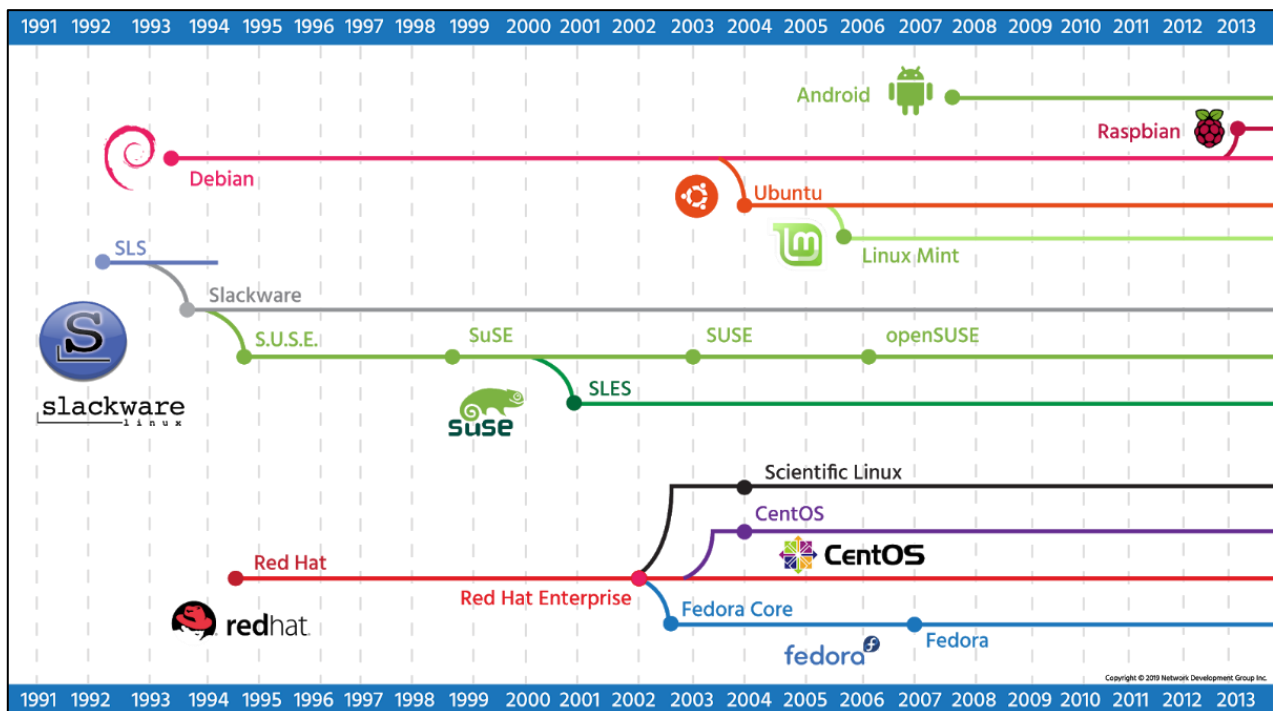 1991 1992 1993 1994 1995 1996 1997 1998 1999 2000 2001 2002 2003 2004 2005 2006 2007 2008 2009 2010 2011 2012 2013
Android
Raspbian
Debian
Ubuntu
lm
Linux Mint
SLS
Slackware
S
S.U.S.E.
SuSE
SUSE
openSUSE
SLES
slackware
linux
suse
Scientific Linux
CentOS
CentOS
Red Hat
Red Hat Enterprise
redhat.
Fedora Core
Fedora
fedora f
Copyright © 2019 Network Development Group Inc.
1991 1992 1993 1994 1995 1996 1997 1998 1999 2000 2001 2002 2003 2004 2005 2006 2007 2008 2009 2010 2011 2012 2013